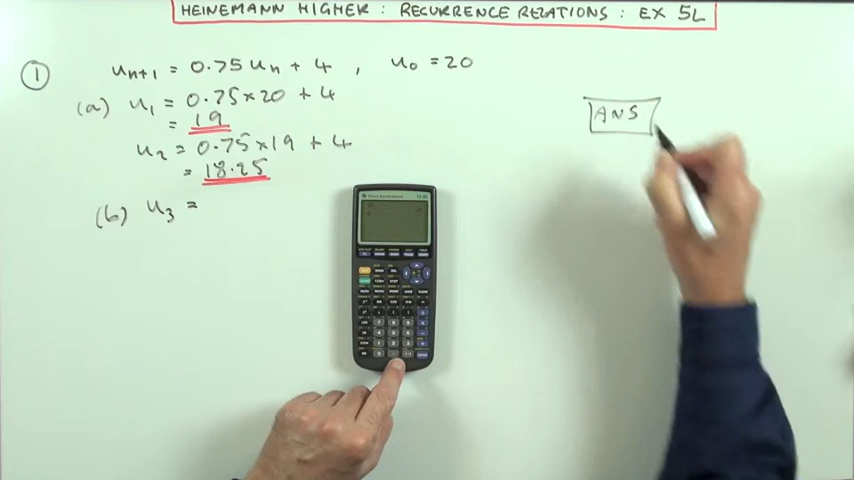 HEINEMANN HIGHER : RECURRENCE RELATIONS : EX 5L
1 uₙ₊₁ = 0.75 uₙ + 4 , u₀ = 20
(a) u₁ = 0.75×20 + 4
= 19
u₂ = 0.75×19 + 4
= 18.25
(b) u₃ =
ANS